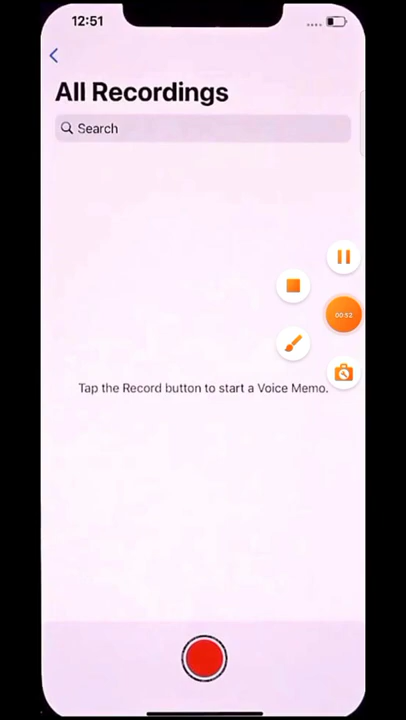 12:51
All Recordings
Search
00:52
Tap the Record button to start a Voice Memo.